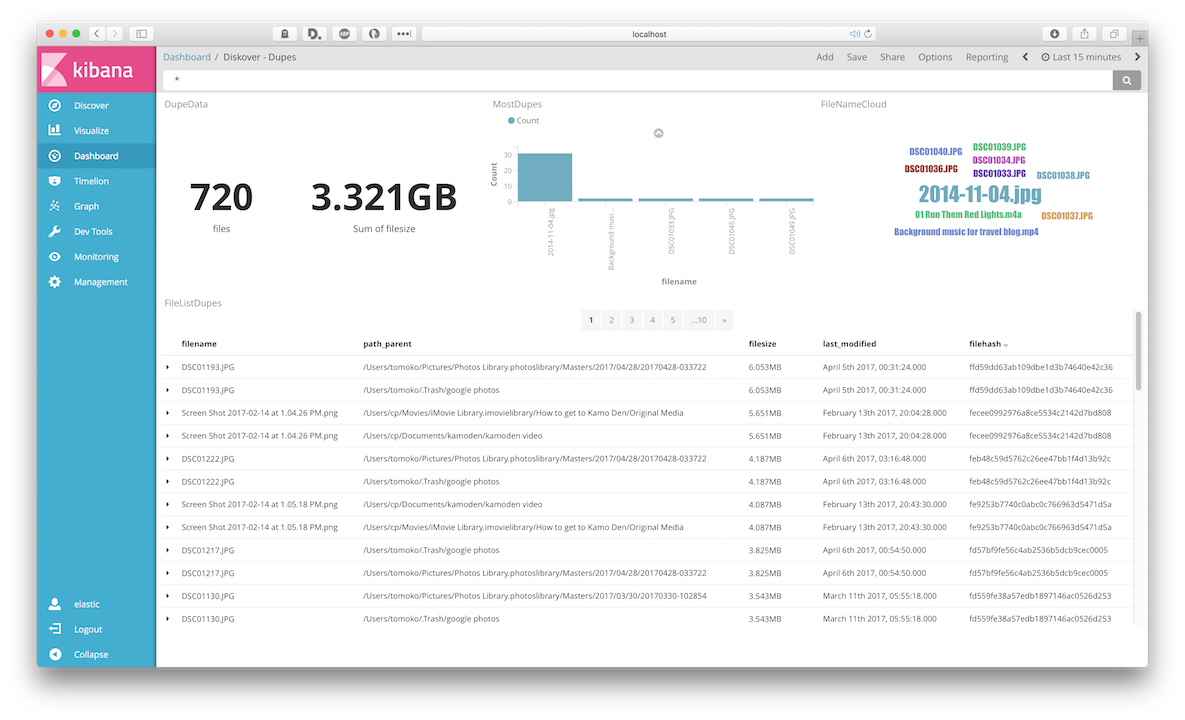 localhost
kibana
Discover
Visualize
Dashboard
Timelion
Graph
Dev Tools
Monitoring
Management
elastic
Logout
Collapse
Dashboard / Diskover - Dupes
Add Save Share Options Reporting Last 15 minutes
*
DupeData
720
files
3.321GB
Sum of filesize
MostDupes
Count
Count
30
20
10
0
2014-11-04.jpg
Background musi...
DSC01033.JPG
DSC01045.JPG
DSC01049.JPG
filename
FileNameCloud
DSC01040.JPG
DSC01039.JPG
DSC01034.JPG
DSC01036.JPG
DSC01033.JPG
DSC01038.JPG
2014-11-04.jpg
01 Run Them Red Lights.m4a
DSC01037.JPG
Background music for travel blog.mp4
FileListDupes
1 2 3 4 5 ...10 »
filename path_parent filesize last_modified filehash
DSC01193.JPG /Users/tomoko/Pictures/Photos Library.photoslibrary/Masters/2017/04/28/20170428-033722 6.053MB April 5th 2017, 00:31:24.000 ffd59dd63ab109dbe1d3b74640e42c36
DSC01193.JPG /Users/tomoko/.Trash/google photos 6.053MB April 5th 2017, 00:31:24.000 ffd59dd63ab109dbe1d3b74640e42c36
Screen Shot 2017-02-14 at 1.04.26 PM.png /Users/cp/Movies/iMovie Library.imovielibrary/How to get to Kamo Den/Original Media 5.651MB February 13th 2017, 20:04:28.000 fecee0992976a8ce5534c2142d7bd808
Screen Shot 2017-02-14 at 1.04.26 PM.png /Users/cp/Documents/kamoden/kamoden video 5.651MB February 13th 2017, 20:04:28.000 fecee0992976a8ce5534c2142d7bd808
DSC01222.JPG /Users/tomoko/Pictures/Photos Library.photoslibrary/Masters/2017/04/28/20170428-033722 4.187MB April 6th 2017, 03:16:48.000 feb48c59d5762c26ee47bb1f4d13b92c
DSC01222.JPG /Users/tomoko/.Trash/google photos 4.187MB April 6th 2017, 03:16:48.000 feb48c59d5762c26ee47bb1f4d13b92c
Screen Shot 2017-02-14 at 1.05.18 PM.png /Users/cp/Documents/kamoden/kamoden video 4.087MB February 13th 2017, 20:43:30.000 fe9253b7740c0abc0c766963d5471d5a
Screen Shot 2017-02-14 at 1.05.18 PM.png /Users/cp/Movies/iMovie Library.imovielibrary/How to get to Kamo Den/Original Media 4.087MB February 13th 2017, 20:43:30.000 fe9253b7740c0abc0c766963d5471d5a
DSC01217.JPG /Users/tomoko/.Trash/google photos 3.825MB April 6th 2017, 00:54:50.000 fd57bf9fe56c4ab2536b5dcb9cec0005
DSC01217.JPG /Users/tomoko/Pictures/Photos Library.photoslibrary/Masters/2017/04/28/20170428-033722 3.825MB April 6th 2017, 00:54:50.000 fd57bf9fe56c4ab2536b5dcb9cec0005
DSC01130.JPG /Users/tomoko/Pictures/Photos Library.photoslibrary/Masters/2017/03/30/20170330-102854 3.543MB March 11th 2017, 05:55:18.000 fd559fe38a57edb1897146ac0526d253
DSC01130.JPG /Users/tomoko/.Trash/google photos 3.543MB March 11th 2017, 05:55:18.000 fd559fe38a57edb1897146ac0526d253